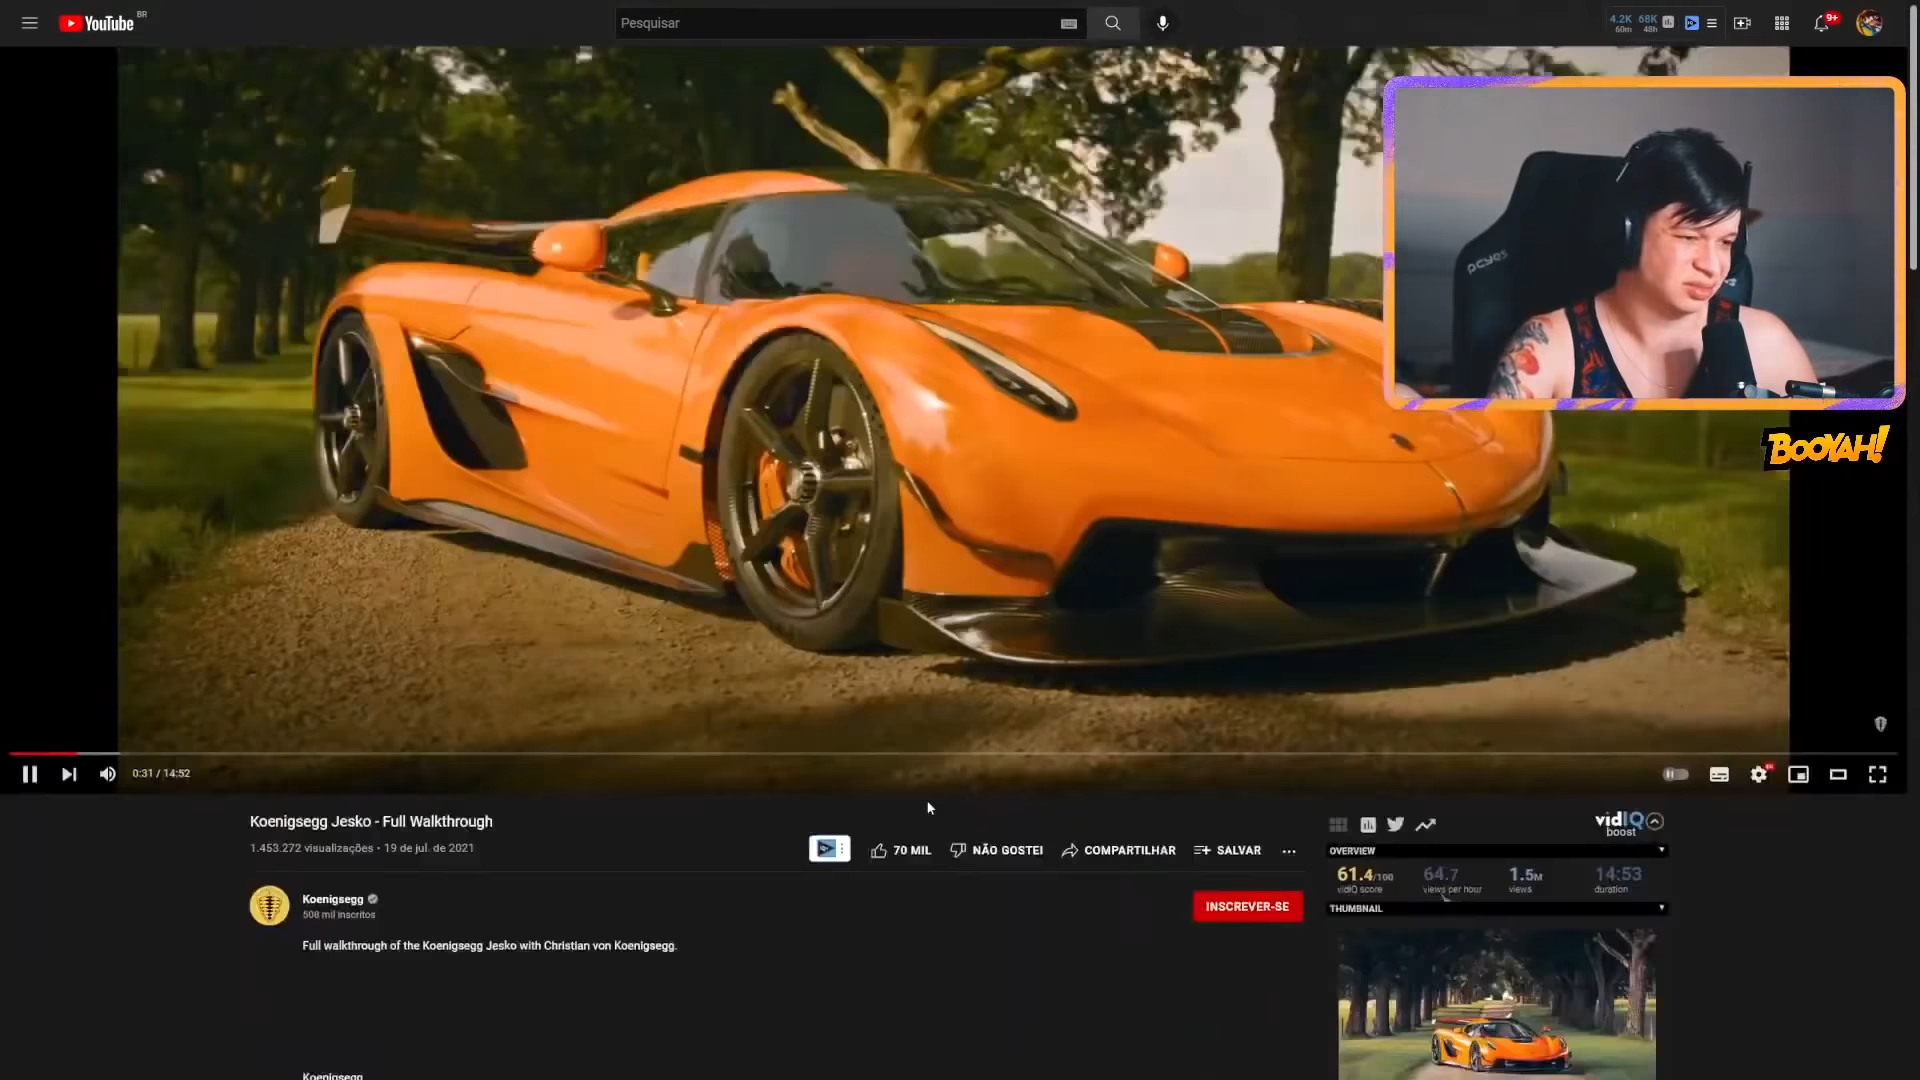 YouTube BR
Pesquisar
4.2K 68K
60m 48h
9+
pcyes
BOOYAH!
0:31 / 14:52
Koenigsegg Jesko - Full Walkthrough
1.453.272 visualizações • 19 de jul. de 2021
70 MIL NÃO GOSTEI COMPARTILHAR SALVAR
Koenigsegg
508 mil inscritos
INSCREVER-SE
Full walkthrough of the Koenigsegg Jesko with Christian von Koenigsegg.
Koenigsegg
vidIQ
boost
OVERVIEW
61.4/100 64.7 1.5M 14:53
vidIQ score views per hour views duration
THUMBNAIL